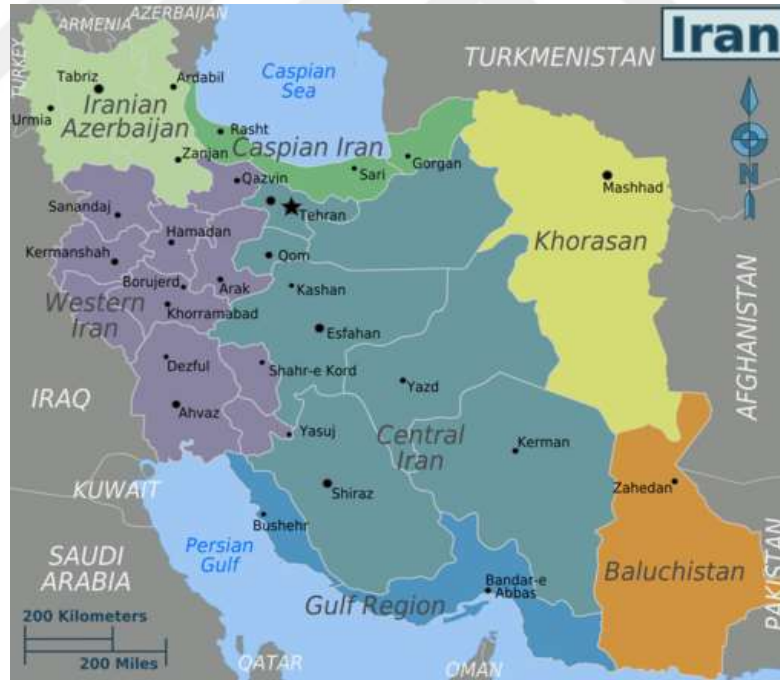 AZERBAIJAN
ARMENIA
Iran
TURKEY
Caspian
Sea
TURKMENISTAN
Tabriz
Ardabil
Iranian
Azerbaijan
Urmia
Rasht
Caspian Iran
Zanjan
Gorgan
Sari
Qazvin
N
Mashhad
Sanandaj
Tehran
Hamadan
Khorasan
Kermanshah
Qom
Borujerd
Arak
Kashan
Western
Iran
Khorramabad
Esfahan
AFGHANISTAN
Dezful
Shahr-e Kord
IRAQ
Yazd
Ahvaz
Yasuj
Central
Iran
Kerman
KUWAIT
Shiraz
Zahedan
Bushehr
Persian
Gulf
SAUDI
ARABIA
Baluchistan
Bandar-e
Abbas
Gulf Region
PAKISTAN
200 Kilometers
200 Miles
QATAR
OMAN